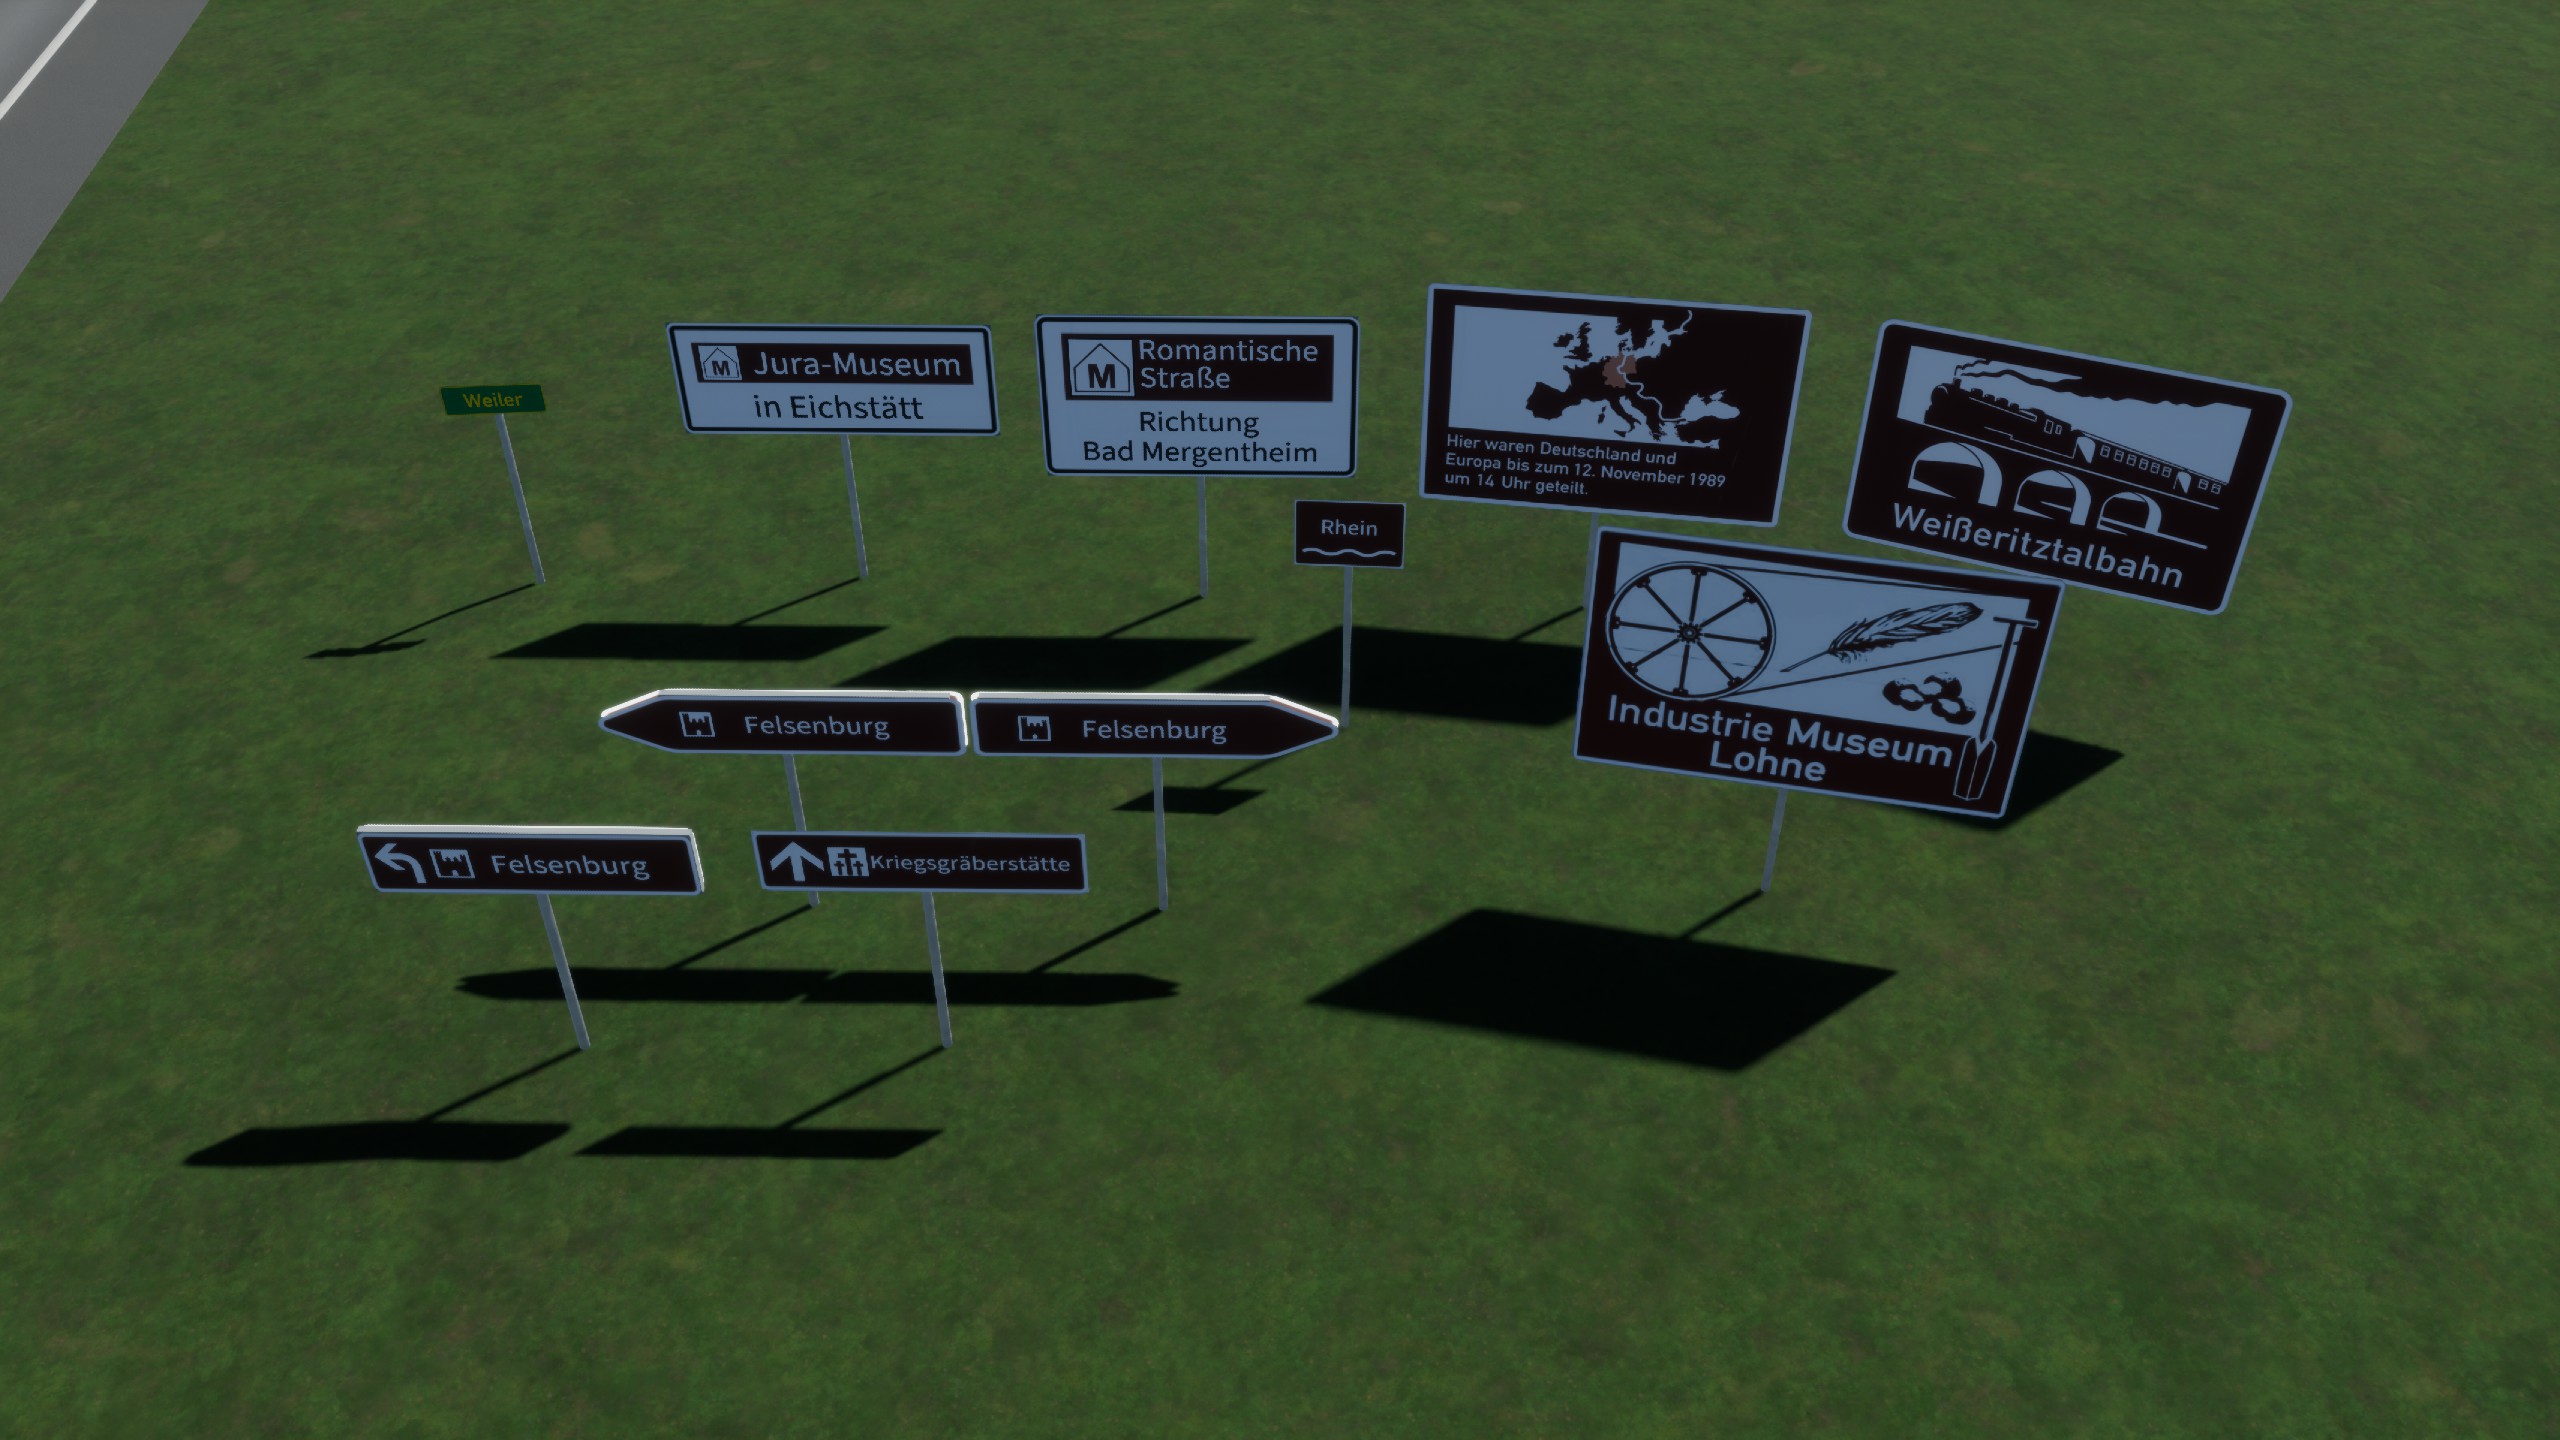 Weiler
M Jura-Museum
in Eichstätt
M Romantische
Straße
Richtung
Bad Mergentheim
Hier waren Deutschland und
Europa bis zum 12. November 1989
um 14 Uhr geteilt.
Weißeritztalbahn
Rhein
Industrie Museum
Lohne
Felsenburg
Felsenburg
Felsenburg
Kriegsgräberstätte